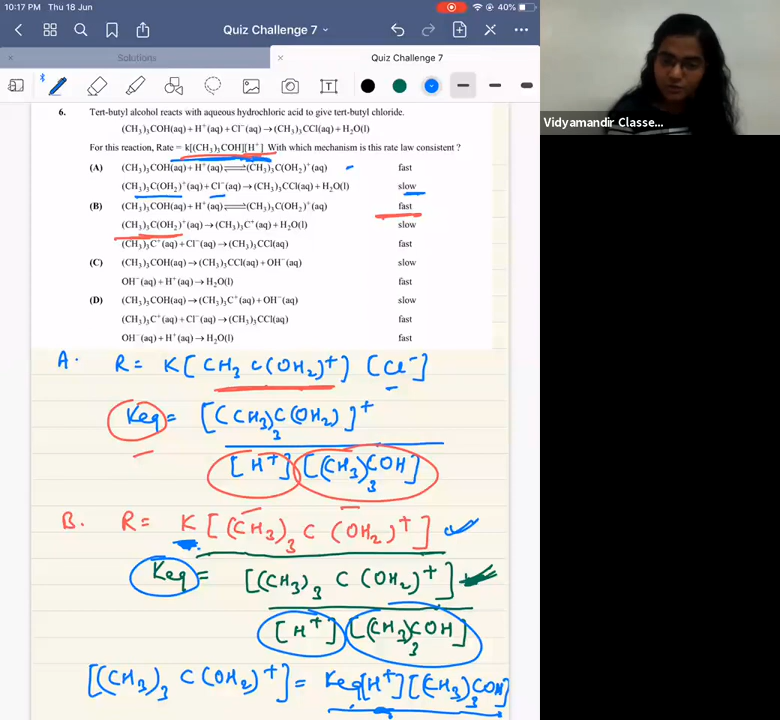 10:17 PM Thu 18 Jun
40%
Quiz Challenge 7
Solutions
Quiz Challenge 7
Vidyamandir Classe...
6. Tert-butyl alcohol reacts with aqueous hydrochloric acid to give tert-butyl chloride.
(CH₃)₃COH(aq) + H⁺(aq) + Cl⁻(aq) → (CH₃)₃CCl(aq) + H₂O(l)
For this reaction, Rate = k[(CH₃)₃COH][H⁺] With which mechanism is this rate law consistent ?
(A) (CH₃)₃COH(aq) + H⁺(aq) ⇌ (CH₃)₃C(OH₂)⁺(aq) fast
(CH₃)₃C(OH₂)⁺(aq) + Cl⁻(aq) → (CH₃)₃CCl(aq) + H₂O(l) slow
(B) (CH₃)₃COH(aq) + H⁺(aq) ⇌ (CH₃)₃C(OH₂)⁺(aq) fast
(CH₃)₃C(OH₂)⁺(aq) → (CH₃)₃C⁺(aq) + H₂O(l) slow
(CH₃)₃C⁺(aq) + Cl⁻(aq) → (CH₃)₃CCl(aq) fast
(C) (CH₃)₃COH(aq) → (CH₃)₃CCl(aq) + OH⁻(aq) slow
OH⁻(aq) + H⁺(aq) → H₂O(l) fast
(D) (CH₃)₃COH(aq) → (CH₃)₃C⁺(aq) + OH⁻(aq) slow
(CH₃)₃C⁺(aq) + Cl⁻(aq) → (CH₃)₃CCl(aq) fast
OH⁻(aq) + H⁺(aq) → H₂O(l) fast
A. R = K[CH₃ C(OH₂)⁺] [Cl⁻]
Keq = [(CH₃)₃C(OH₂)]⁺
[H⁺] [(CH₃)₃COH]
B. R = K [(CH₃)₃ C (OH₂)⁺]
Keq = [(CH₃)₃ C (OH₂)⁺]
[H⁺] [(CH₃)₃COH]
[(CH₃)₃ C (OH₂)⁺] = Keq[H⁺] [(CH₃)₃COH]